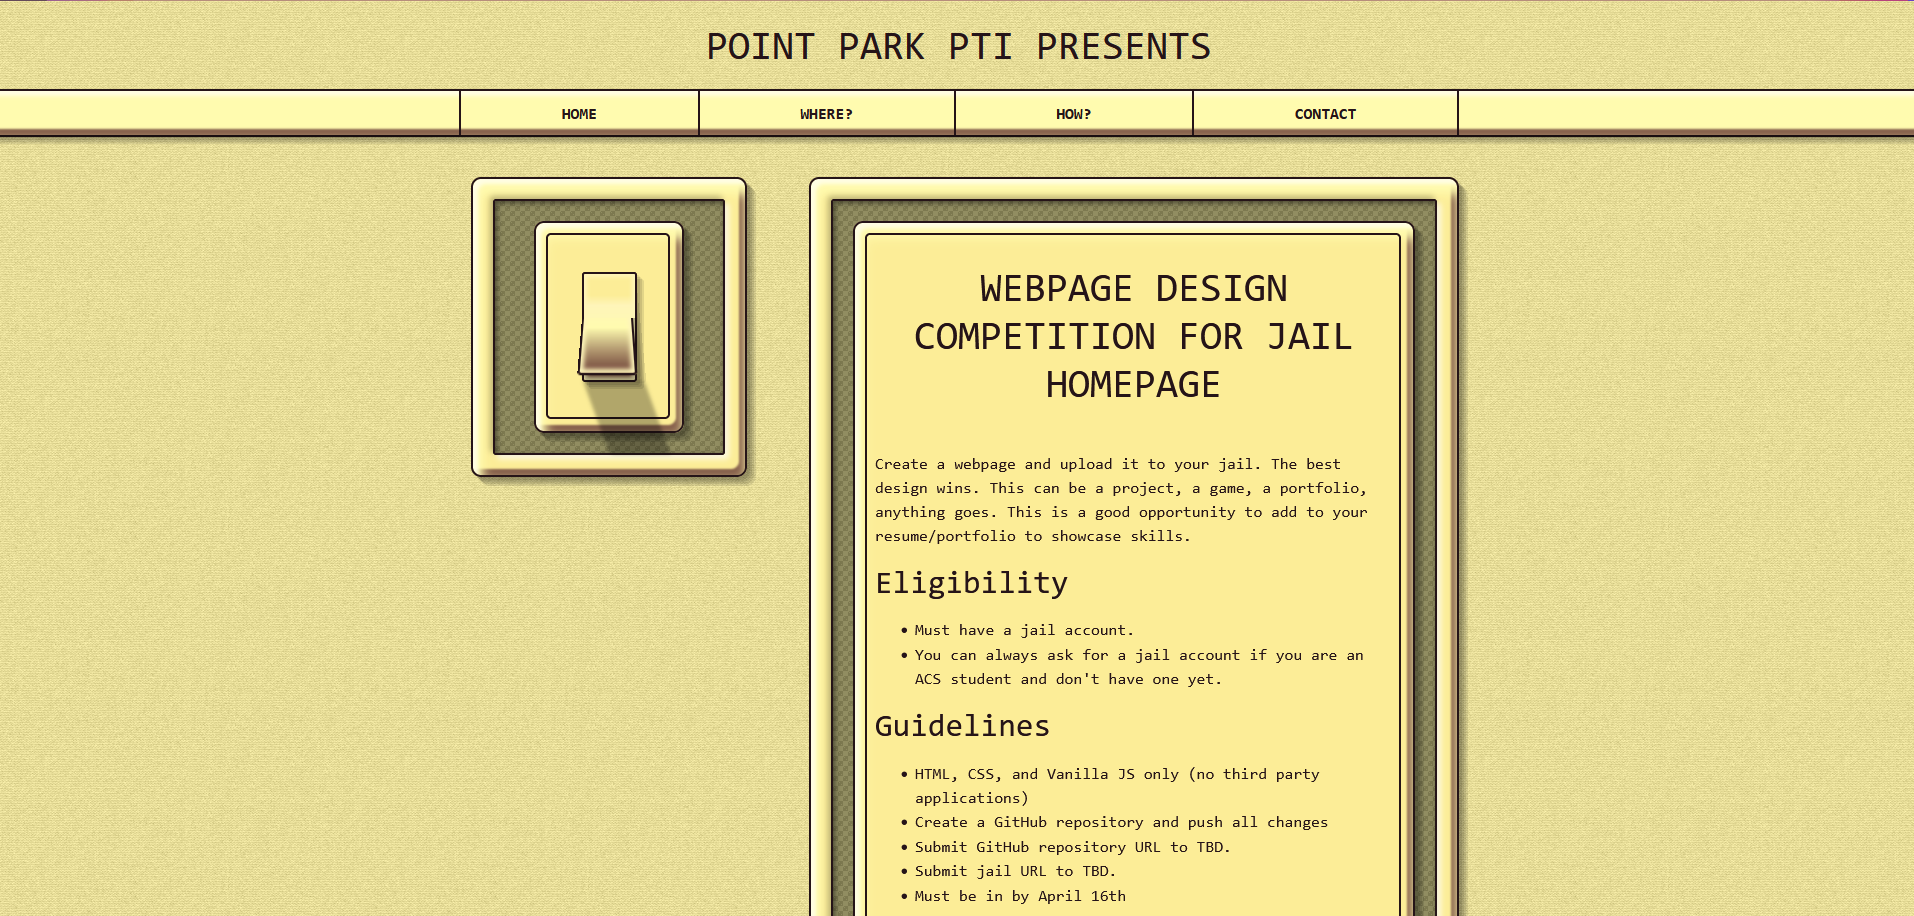 POINT PARK PTI PRESENTS
HOME WHERE? HOW? CONTACT
WEBPAGE DESIGN
COMPETITION FOR JAIL
HOMEPAGE
Create a webpage and upload it to your jail. The best
design wins. This can be a project, a game, a portfolio,
anything goes. This is a good opportunity to add to your
resume/portfolio to showcase skills.
Eligibility
• Must have a jail account.
• You can always ask for a jail account if you are an
ACS student and don't have one yet.
Guidelines
• HTML, CSS, and Vanilla JS only (no third party
applications)
• Create a GitHub repository and push all changes
• Submit GitHub repository URL to TBD.
• Submit jail URL to TBD.
• Must be in by April 16th